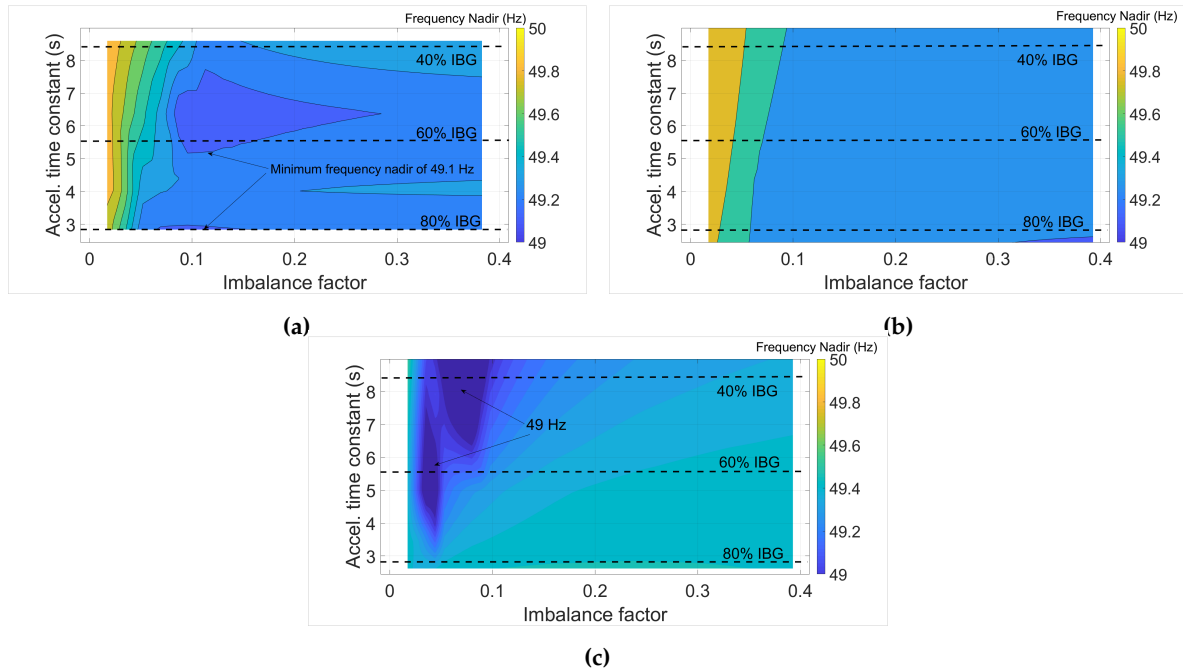 Frequency Nadir (Hz)
50
49.8
49.6
49.4
49.2
49
Accel. time constant (s)
8
7
6
5
4
3
40% IBG
60% IBG
Minimum frequency nadir of 49.1 Hz
80% IBG
0
0.1
0.2
0.3
0.4
Imbalance factor
(a)
Frequency Nadir (Hz)
50
49.8
49.6
49.4
49.2
49
Accel. time constant (s)
8
7
6
5
4
3
40% IBG
60% IBG
80% IBG
0
0.1
0.2
0.3
0.4
Imbalance factor
(b)
Frequency Nadir (Hz)
50
49.8
49.6
49.4
49.2
49
Accel. time constant (s)
8
7
6
5
4
3
40% IBG
49 Hz
60% IBG
80% IBG
0
0.1
0.2
0.3
0.4
Imbalance factor
(c)